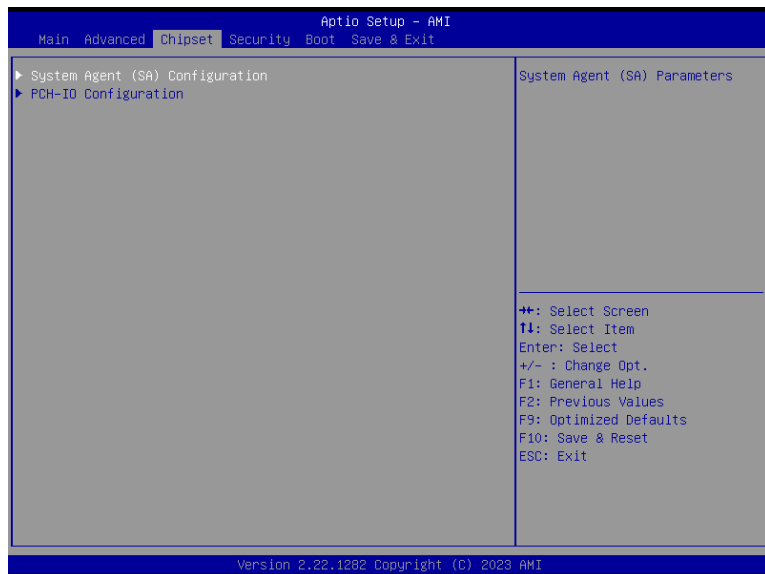 Aptio Setup – AMI
Main Advanced Chipset Security Boot Save & Exit
▶ System Agent (SA) Configuration
▶ PCH-IO Configuration
System Agent (SA) Parameters
→←: Select Screen
↑↓: Select Item
Enter: Select
+/- : Change Opt.
F1: General Help
F2: Previous Values
F9: Optimized Defaults
F10: Save & Reset
ESC: Exit
Version 2.22.1282 Copyright (C) 2023 AMI